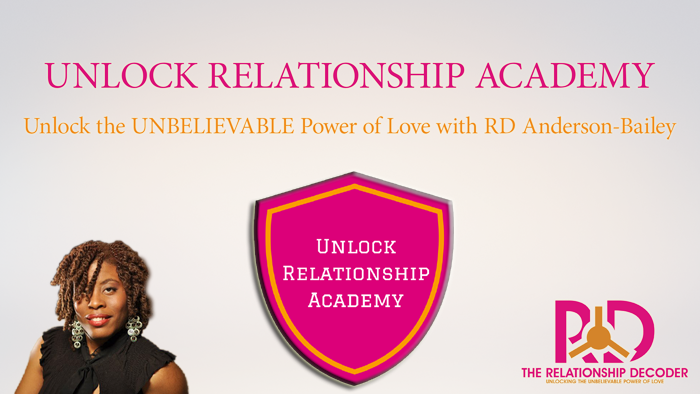 UNLOCK RELATIONSHIP ACADEMY
Unlock the UNBELIEVABLE Power of Love with RD Anderson-Bailey
UNLOCK
RELATIONSHIP
ACADEMY
RD
THE RELATIONSHIP DECODER
UNLOCKING THE UNBELIEVABLE POWER OF LOVE